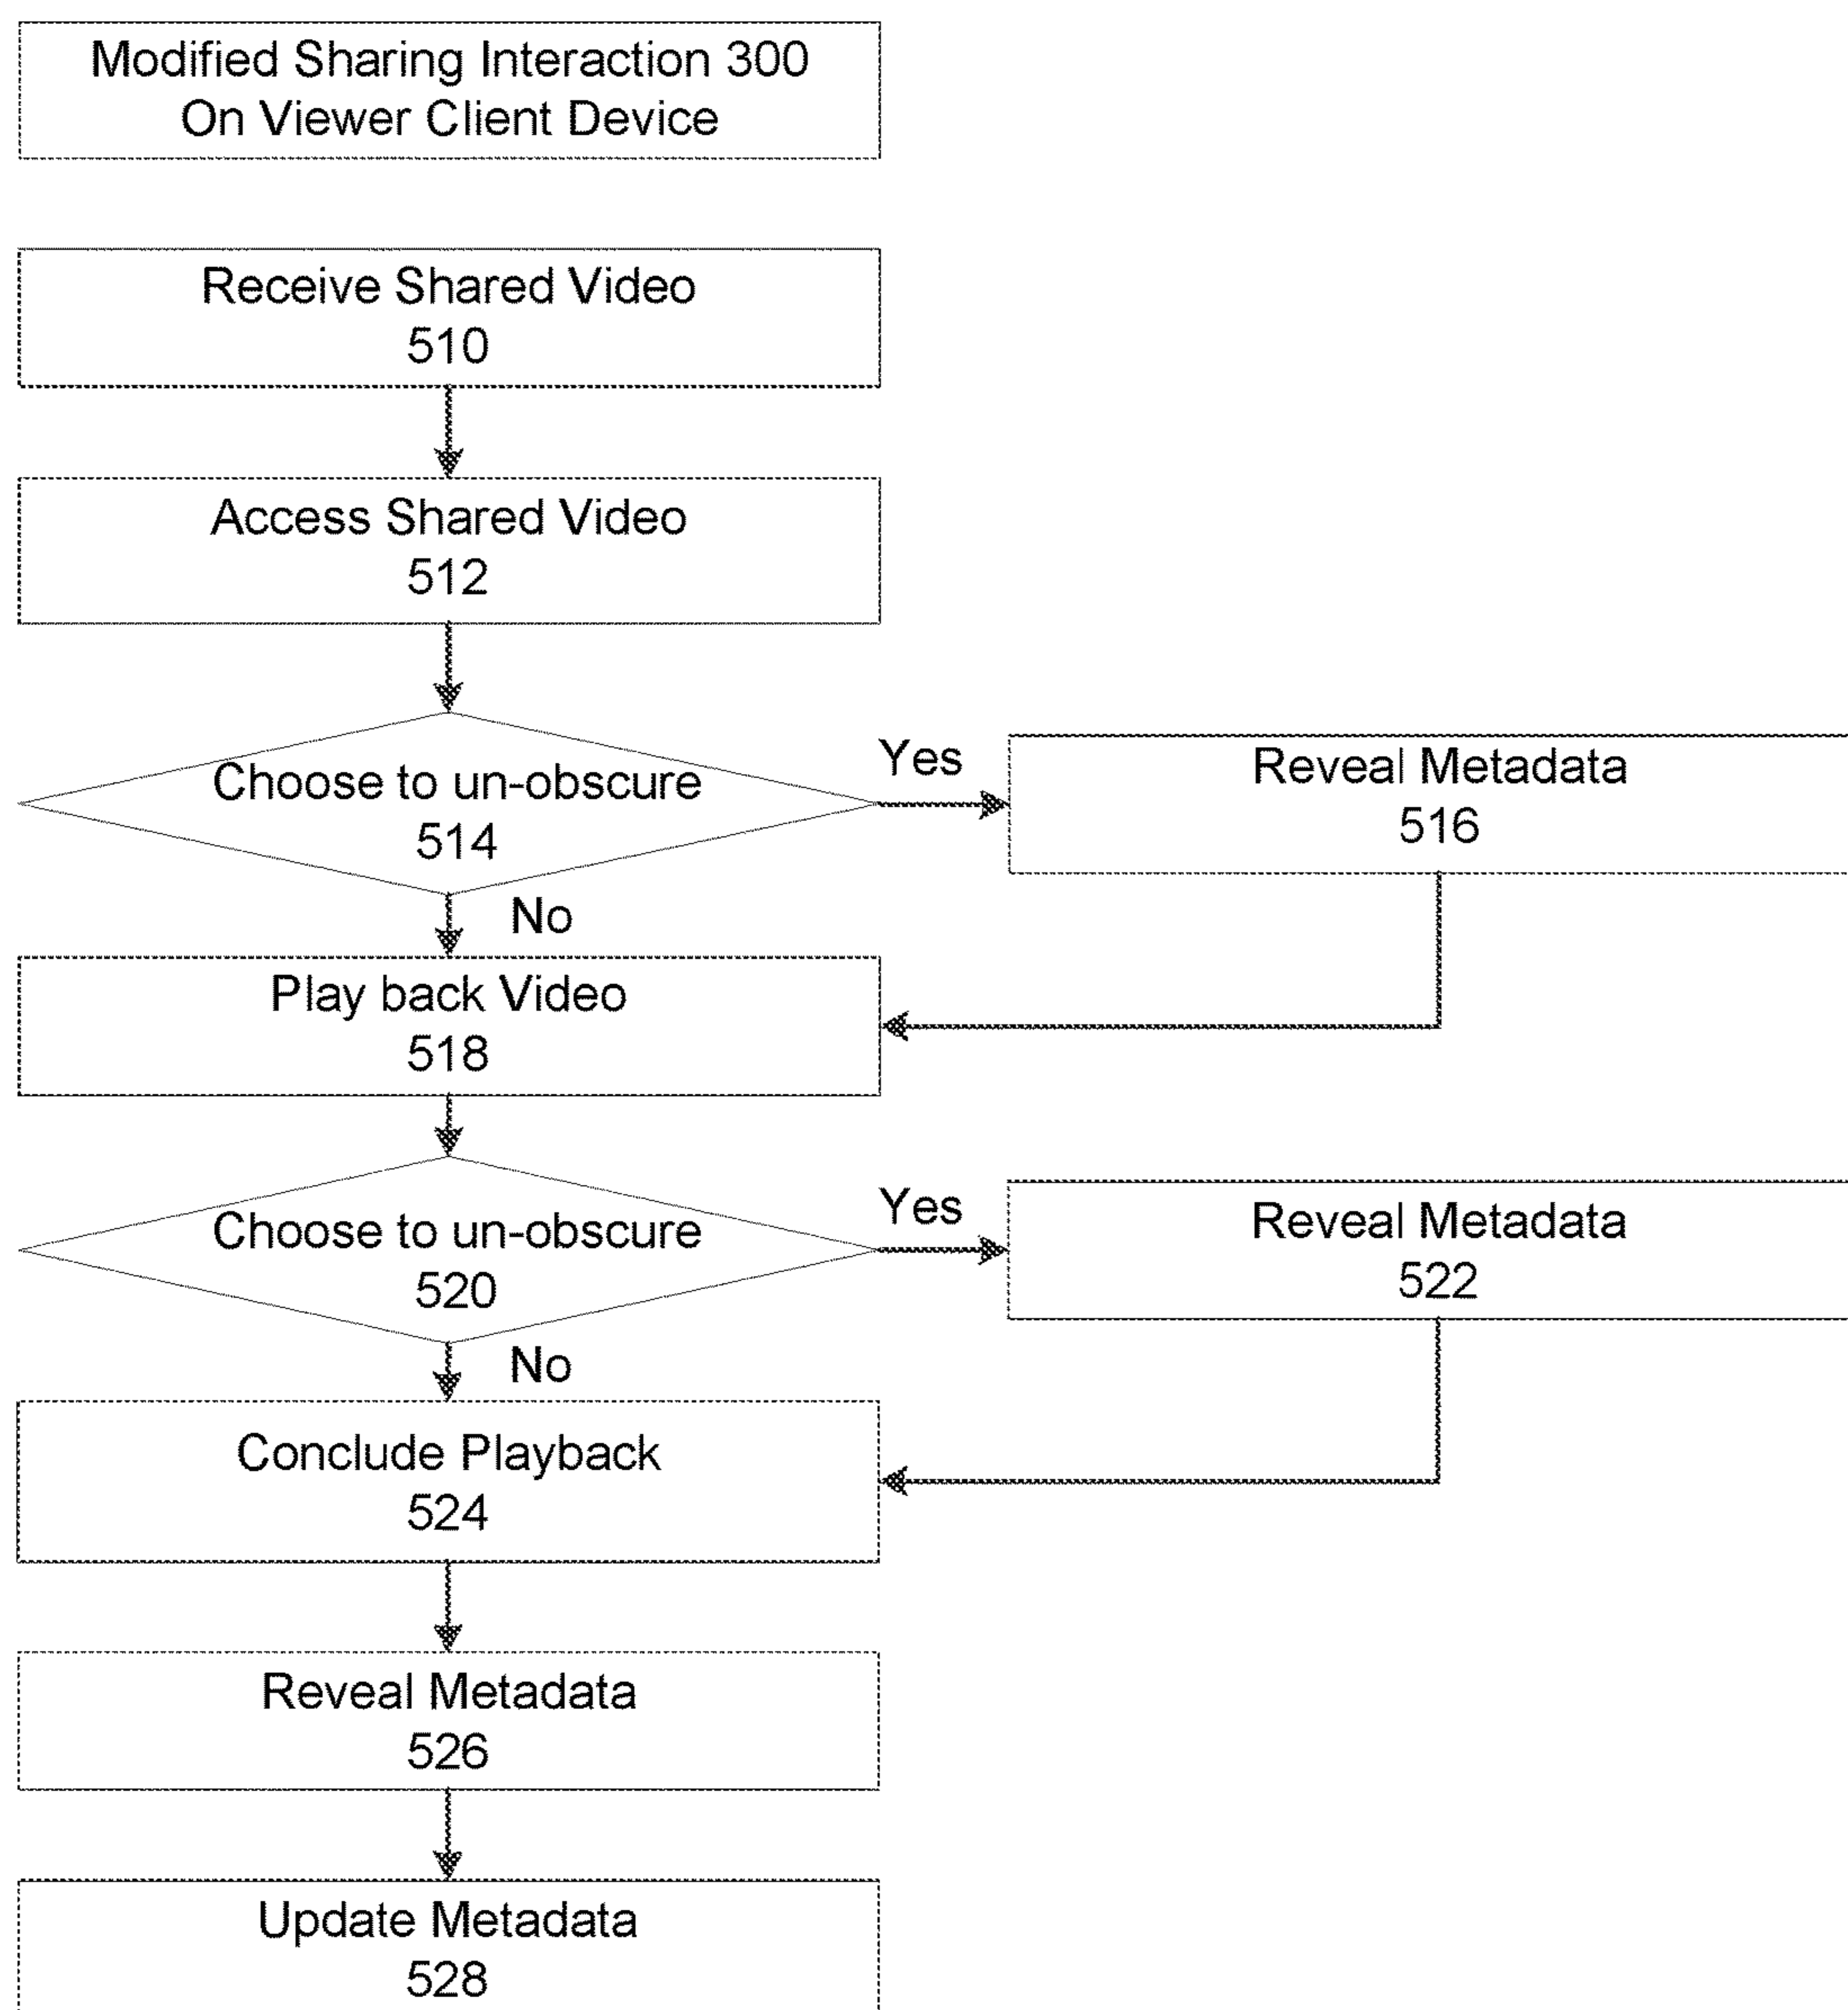 Modified Sharing Interaction 300
On Viewer Client Device
Receive Shared Video
510
Access Shared Video
512
Choose to un-obscure
514
Yes
Reveal Metadata
516
No
Play back Video
518
Choose to un-obscure
520
Yes
Reveal Metadata
522
No
Conclude Playback
524
Reveal Metadata
526
Update Metadata
528